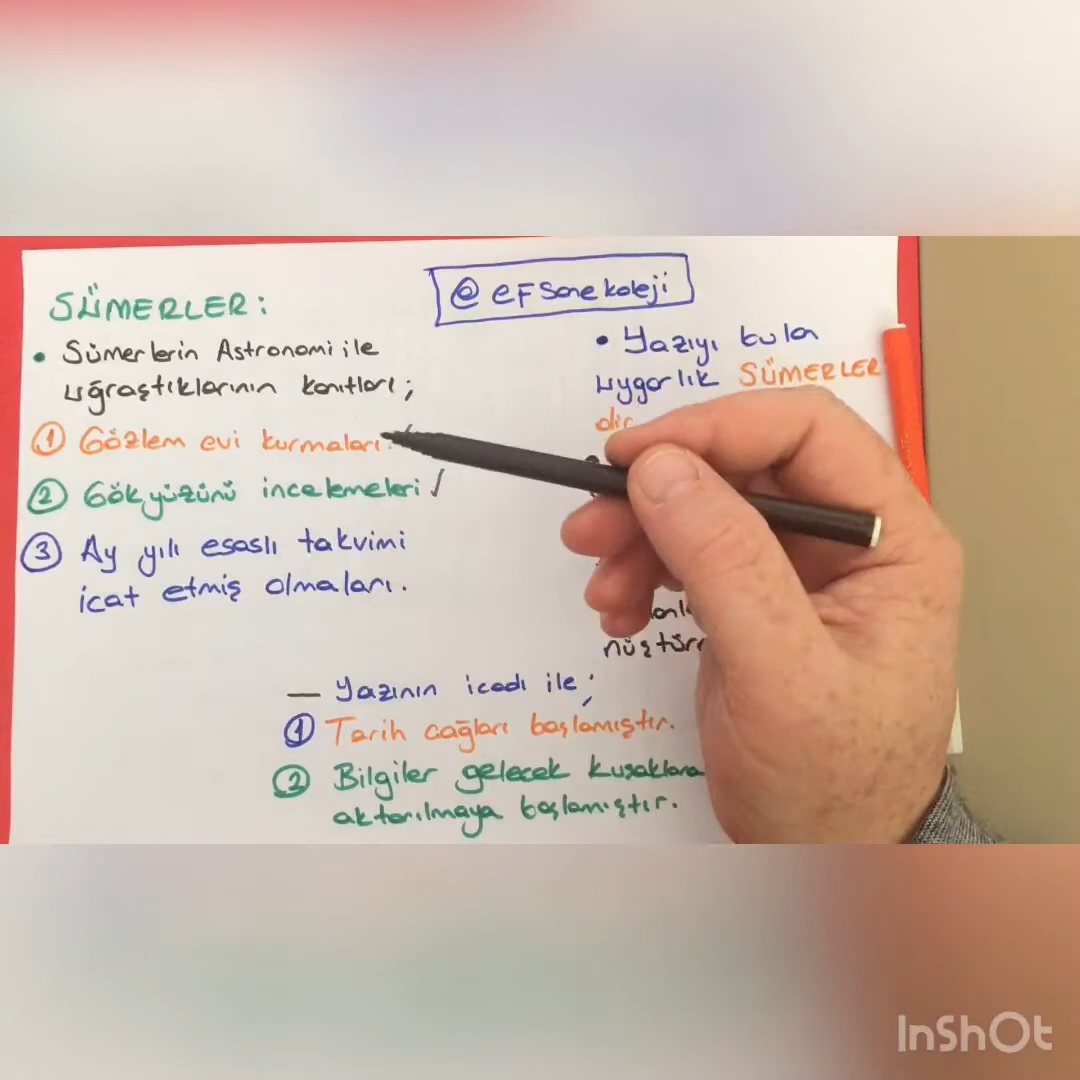 @efsanekoleji
SÜMERLER:
• Sümerlerin Astronomi ile
uğraştıklarının kanıtları;
① Gözlem evi kurmaları.
② Gökyüzünü incelemeleri
③ Ay yılı esaslı takvimi
icat etmiş olmaları.
• Yazıyı bulan
uygarlık SÜMERLER
dir
— Yazının icadı ile;
① Tarih çağları başlamıştır.
② Bilgiler gelecek kuşaklara
aktarılmaya başlamıştır.
InShOt